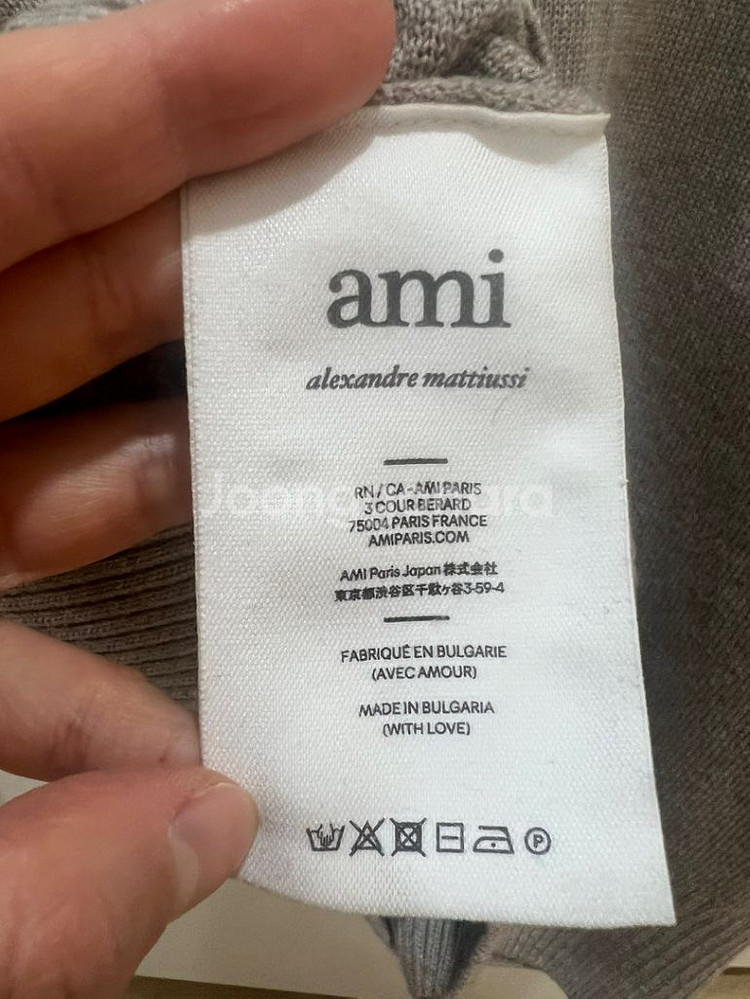 ami
alexandre mattiussi
RN / CA-AMI PARIS
3 COUR BERARD
75004 PARIS FRANCE
AMIPARIS.COM
AMI Paris Japan 株式会社
東京都渋谷区千駄ヶ谷3-59-4
FABRIQUÉ EN BULGARIE
(AVEC AMOUR)
MADE IN BULGARIA
(WITH LOVE)
P